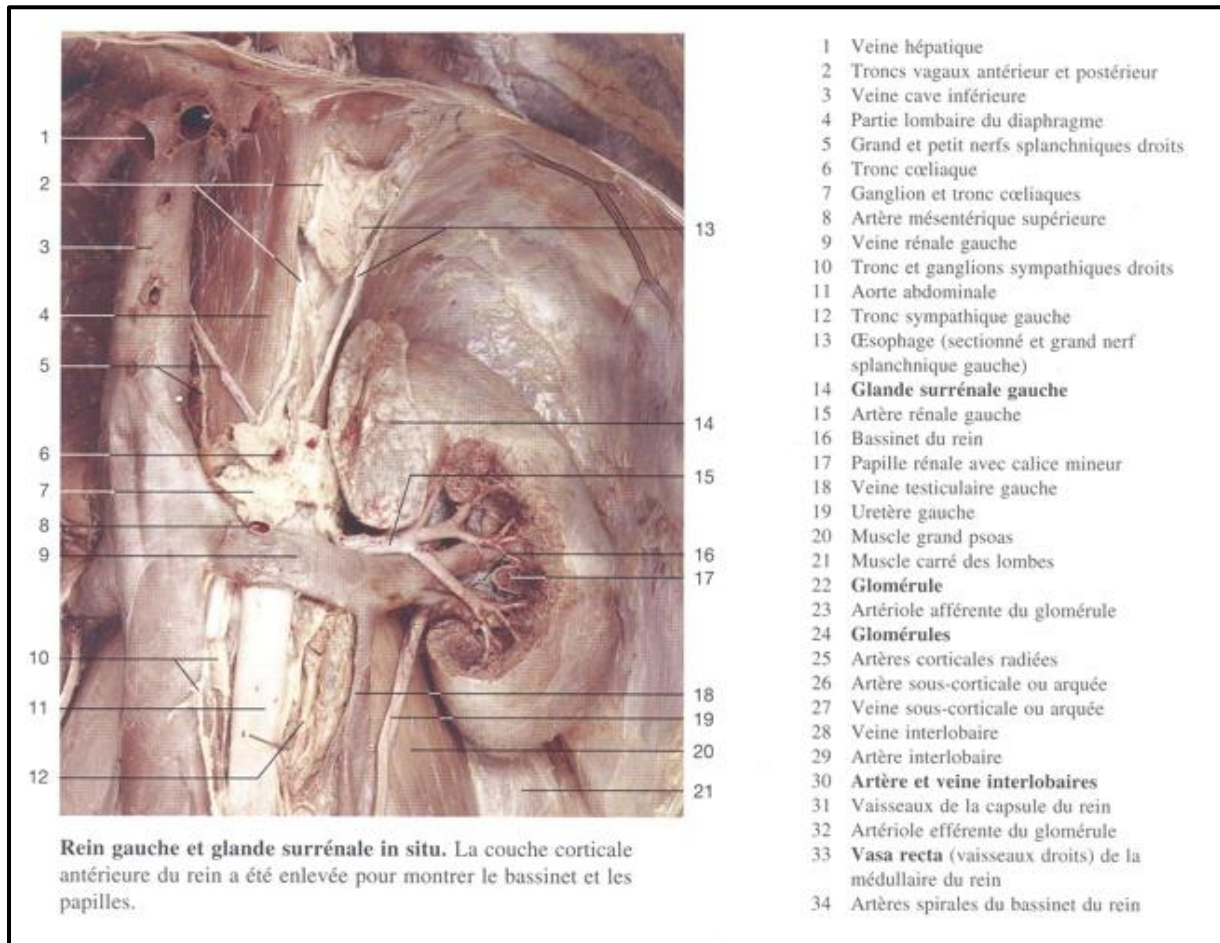 1
2
3
4
5
6
7
8
9
10
11
12
13
14
15
16
17
18
19
20
21
Rein gauche et glande surrénale in situ. La couche corticale
antérieure du rein a été enlevée pour montrer le bassinet et les
papilles.
1 Veine hépatique
2 Troncs vagaux antérieur et postérieur
3 Veine cave inférieure
4 Partie lombaire du diaphragme
5 Grand et petit nerfs splanchniques droits
6 Tronc cœliaque
7 Ganglion et tronc cœliaques
8 Artère mésentérique supérieure
9 Veine rénale gauche
10 Tronc et ganglions sympathiques droits
11 Aorte abdominale
12 Tronc sympathique gauche
13 Œsophage (sectionné et grand nerf
splanchnique gauche)
14 Glande surrénale gauche
15 Artère rénale gauche
16 Bassinet du rein
17 Papille rénale avec calice mineur
18 Veine testiculaire gauche
19 Uretère gauche
20 Muscle grand psoas
21 Muscle carré des lombes
22 Glomérule
23 Artériole afférente du glomérule
24 Glomérules
25 Artères corticales radiées
26 Artère sous-corticale ou arquée
27 Veine sous-corticale ou arquée
28 Veine interlobaire
29 Artère interlobaire
30 Artère et veine interlobaires
31 Vaisseaux de la capsule du rein
32 Artériole efférente du glomérule
33 Vasa recta (vaisseaux droits) de la
médullaire du rein
34 Artères spirales du bassinet du rein